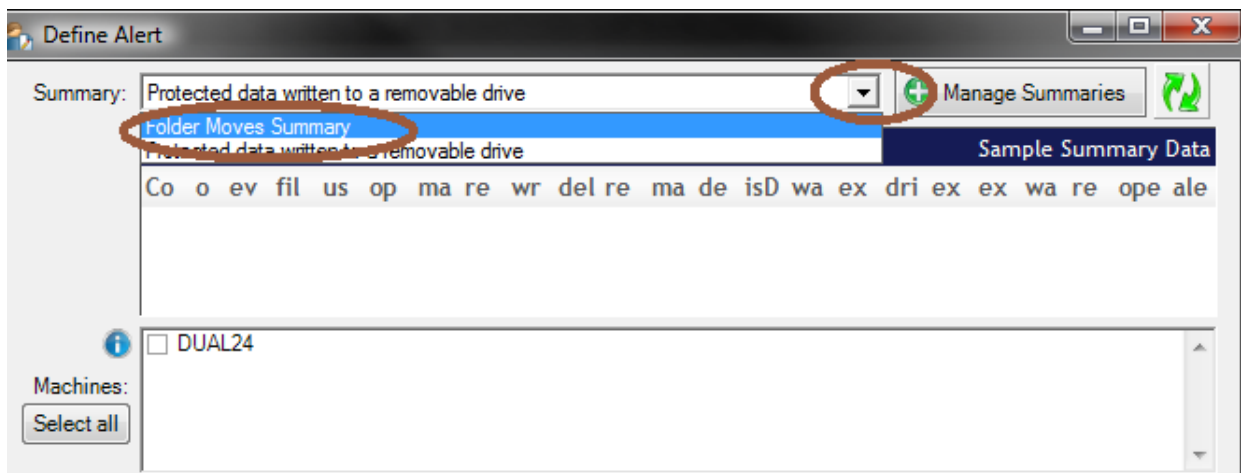 Define Alert
Summary: Protected data written to a removable drive Manage Summaries
Folder Moves Summary
Protected data written to a removable drive
Sample Summary Data
Co o ev fil us op ma re wr del re ma de isD wa ex dri ex ex wa re ope ale
DUAL24
Machines:
Select all